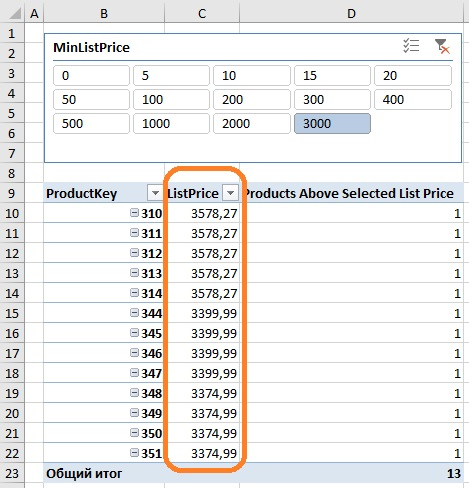 A B C D
1
2 MinListPrice
3 0 5 10 15 20
4
5 50 100 200 300 400
6 500 1000 2000 3000
7
8
9 ProductKey ListPrice Products Above Selected List Price
10 310 3578,27 1
11 311 3578,27 1
12 312 3578,27 1
13 313 3578,27 1
14 314 3578,27 1
15 344 3399,99 1
16 345 3399,99 1
17 346 3399,99 1
18 347 3399,99 1
19 348 3374,99 1
20 349 3374,99 1
21 350 3374,99 1
22 351 3374,99 1
23 Общий итог 13